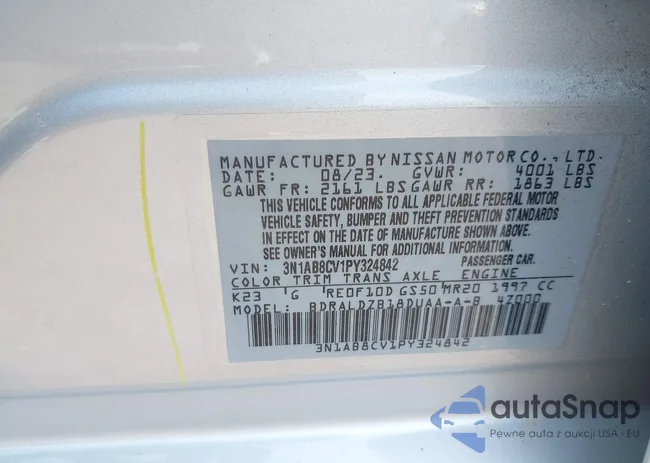 MANUFACTURED BY NISSAN MOTOR CO., LTD.
DATE: 08/23. GVWR: 4001 LBS
GAWR FR: 2161 LBS GAWR RR: 1863 LBS
THIS VEHICLE CONFORMS TO ALL APPLICABLE FEDERAL MOTOR
VEHICLE SAFETY, BUMPER AND THEFT PREVENTION STANDARDS
IN EFFECT ON THE DATE OF MANUFACTURE SHOWN ABOVE.
SEE OWNER'S MANUAL FOR ADDITIONAL INFORMATION.
VIN: 3N1AB8CV1PY324842 PASSENGER CAR.
COLOR TRIM TRANS AXLE ENGINE
K23 G RE0F10D GS50 MR20 1997 CC
MODEL: BDRALDZB18DUAA-A-B 4Z000
3N1AB8CV1PY324842
autaSnap
Pewne auta z aukcji USA i EU